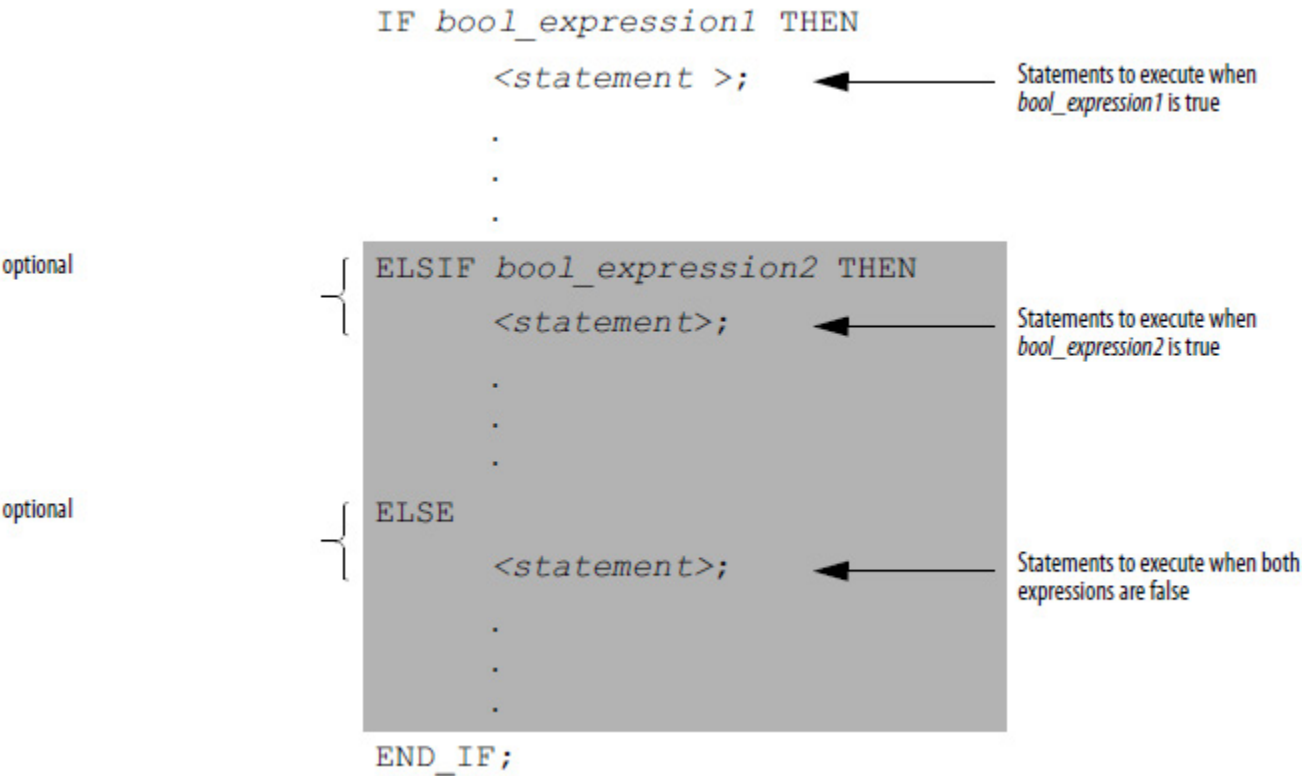 IF bool_expression1 THEN
<statement >;
Statements to execute when
bool_expression1 is true
.
.
.
optional
ELSIF bool_expression2 THEN
<statement>;
Statements to execute when
bool_expression2 is true
.
.
.
optional
ELSE
<statement>;
Statements to execute when both
expressions are false
.
.
.
END_IF;